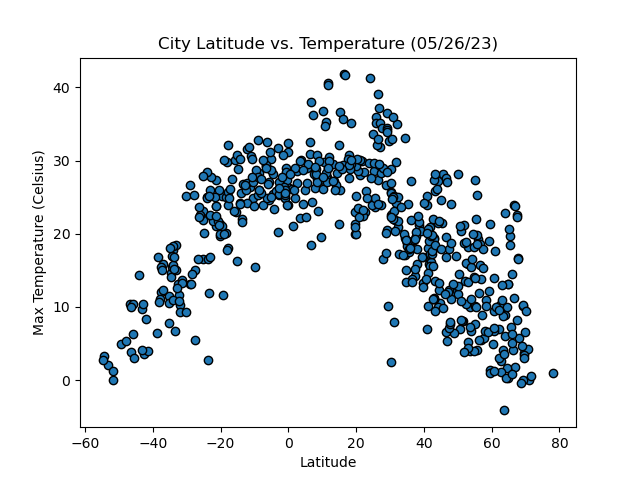 City Latitude vs. Temperature (05/26/23)
Max Temperature (Celsius)
40
30
20
10
0
−60 −40 −20 0 20 40 60 80
Latitude